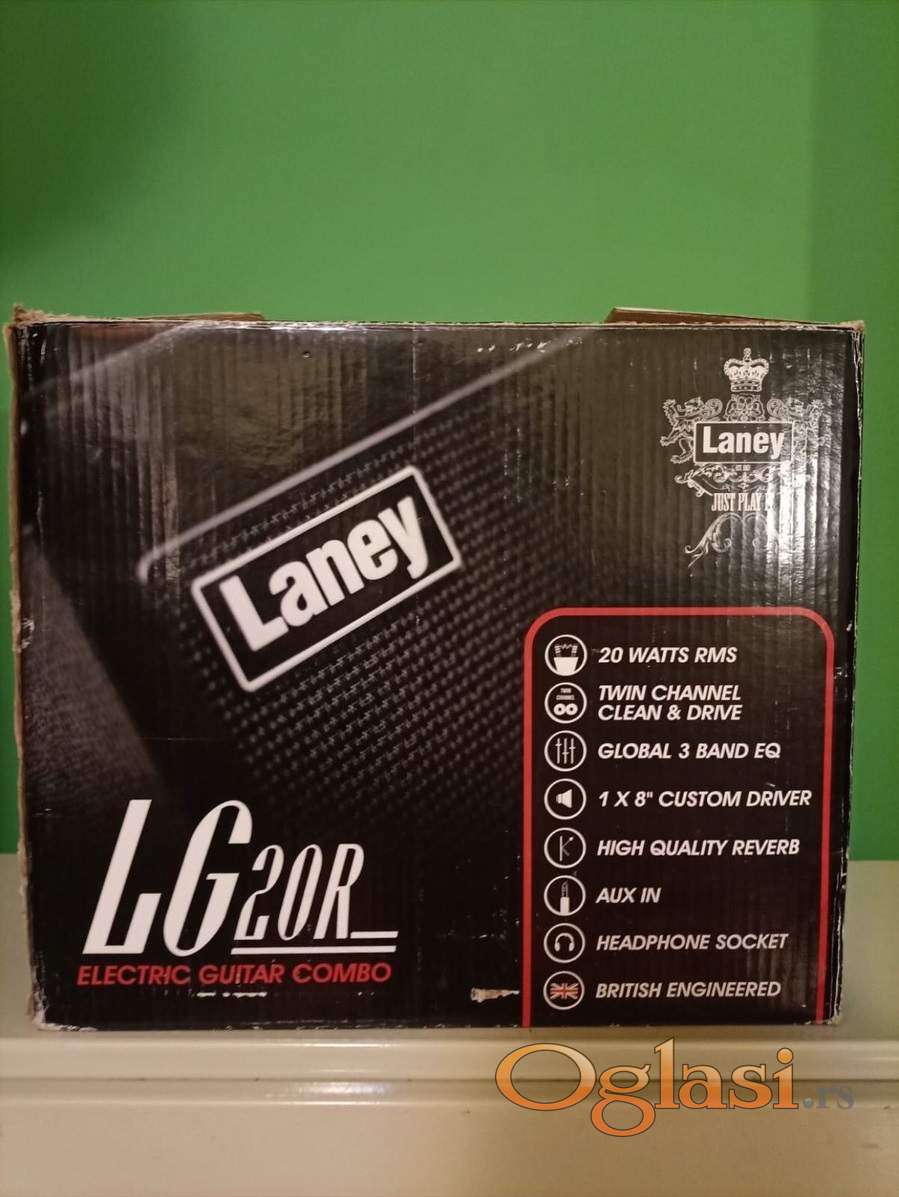 Laney
JUST PLAY
Laney
20 WATTS RMS
TWIN CHANNEL
CLEAN & DRIVE
GLOBAL 3 BAND EQ
1 X 8" CUSTOM DRIVER
HIGH QUALITY REVERB
AUX IN
HEADPHONE SOCKET
BRITISH ENGINEERED
LG20R
ELECTRIC GUITAR COMBO
Oglasi.rs